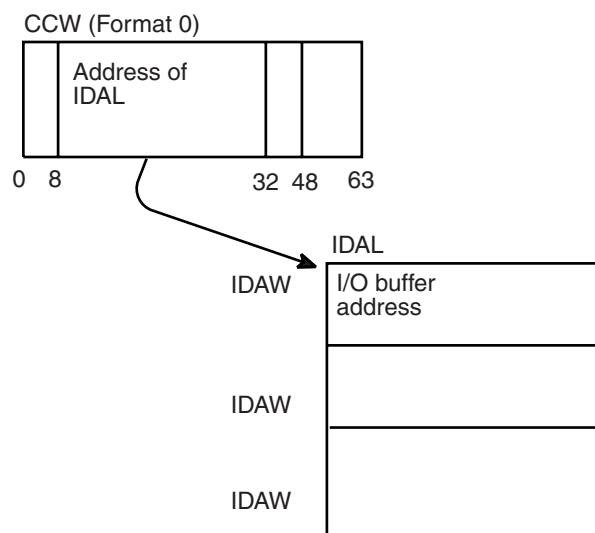 CCW (Format 0)
Address of
IDAL
0 8 32 48 63
IDAL
IDAW
I/O buffer
address
IDAW
IDAW